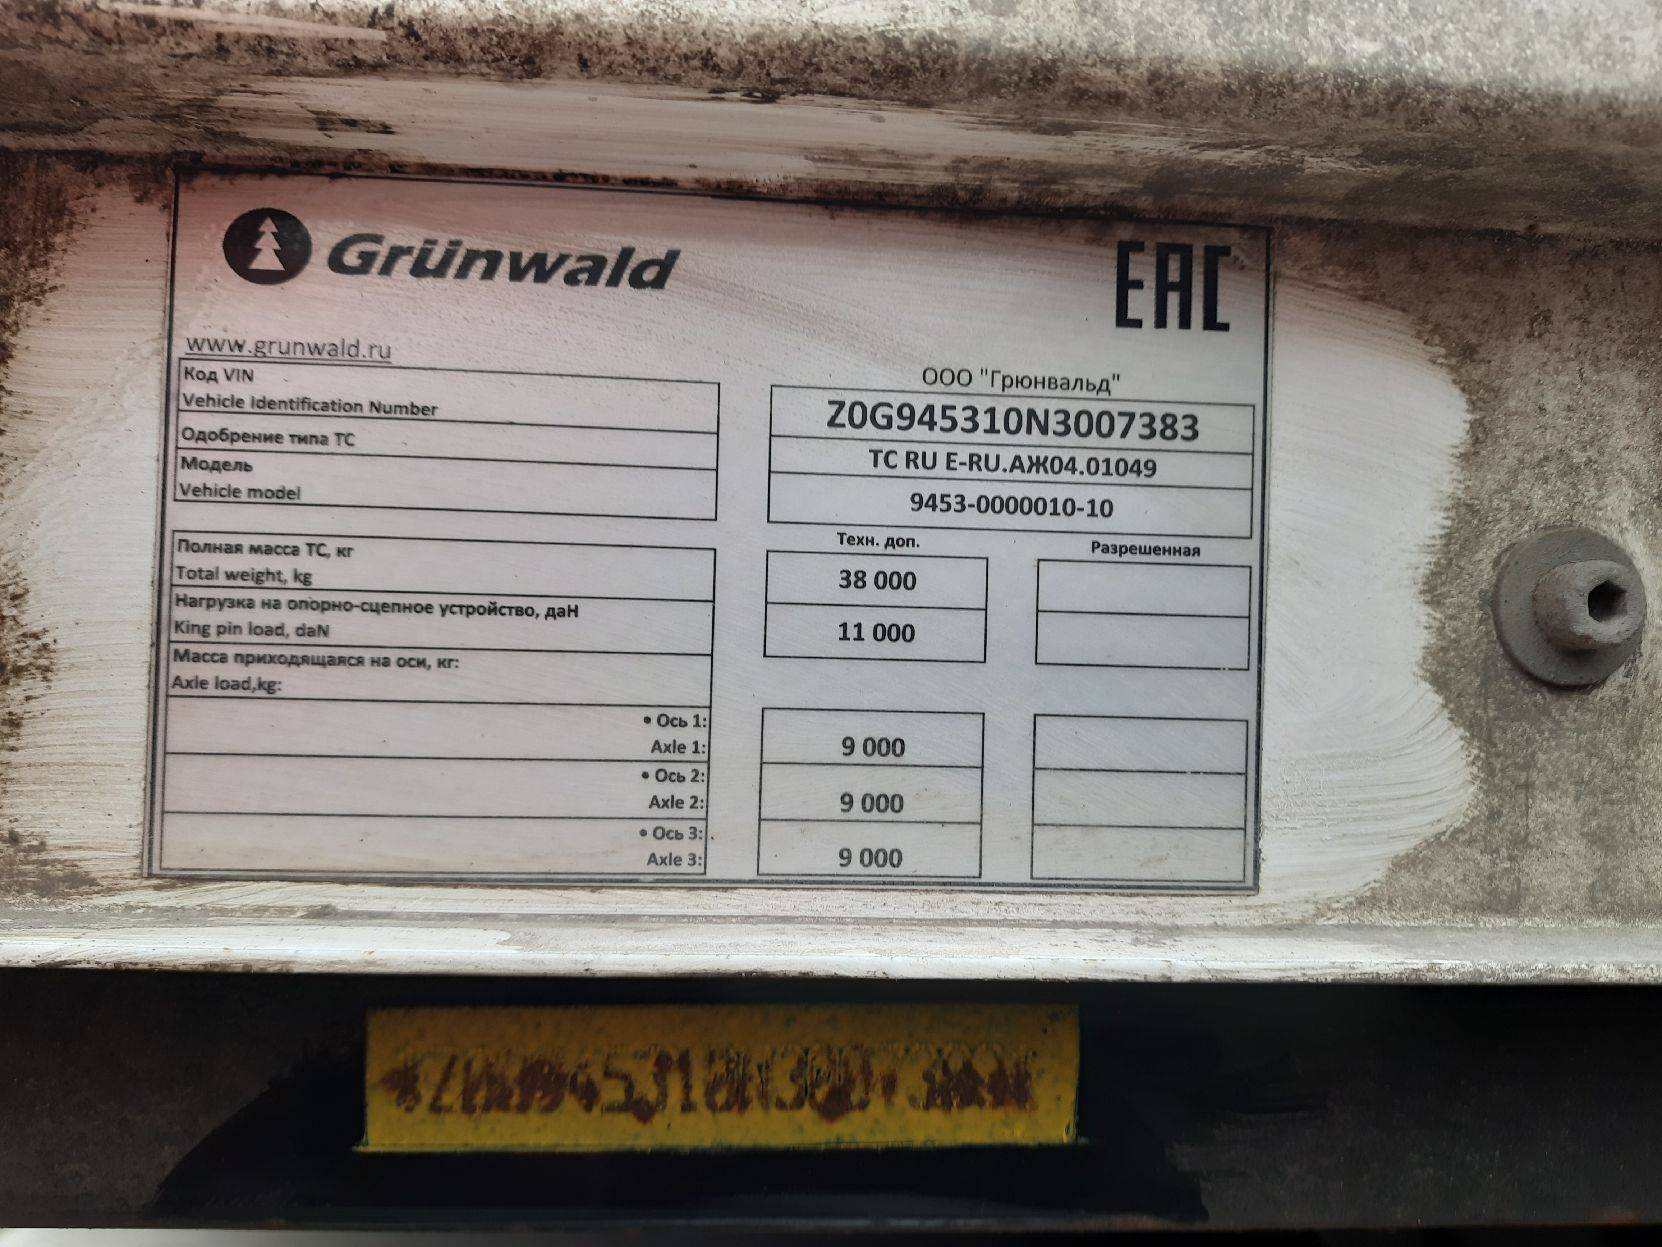 Grünwald
EAC
www.grunwald.ru
ООО "Грюнвальд"
Код VIN
Vehicle Identification Number
Z0G945310N3007383
Одобрение типа ТС
ТС RU E-RU.АЖ04.01049
Модель
Vehicle model
9453-0000010-10
Техн. доп.
Разрешенная
Полная масса ТС, кг
Total weight, kg
38 000
Нагрузка на опорно-сцепное устройство, даН
King pin load, daN
11 000
Масса приходящаяся на оси, кг:
Axle load,kg:
• Ось 1:
Axle 1:
9 000
• Ось 2:
Axle 2:
9 000
• Ось 3:
Axle 3:
9 000